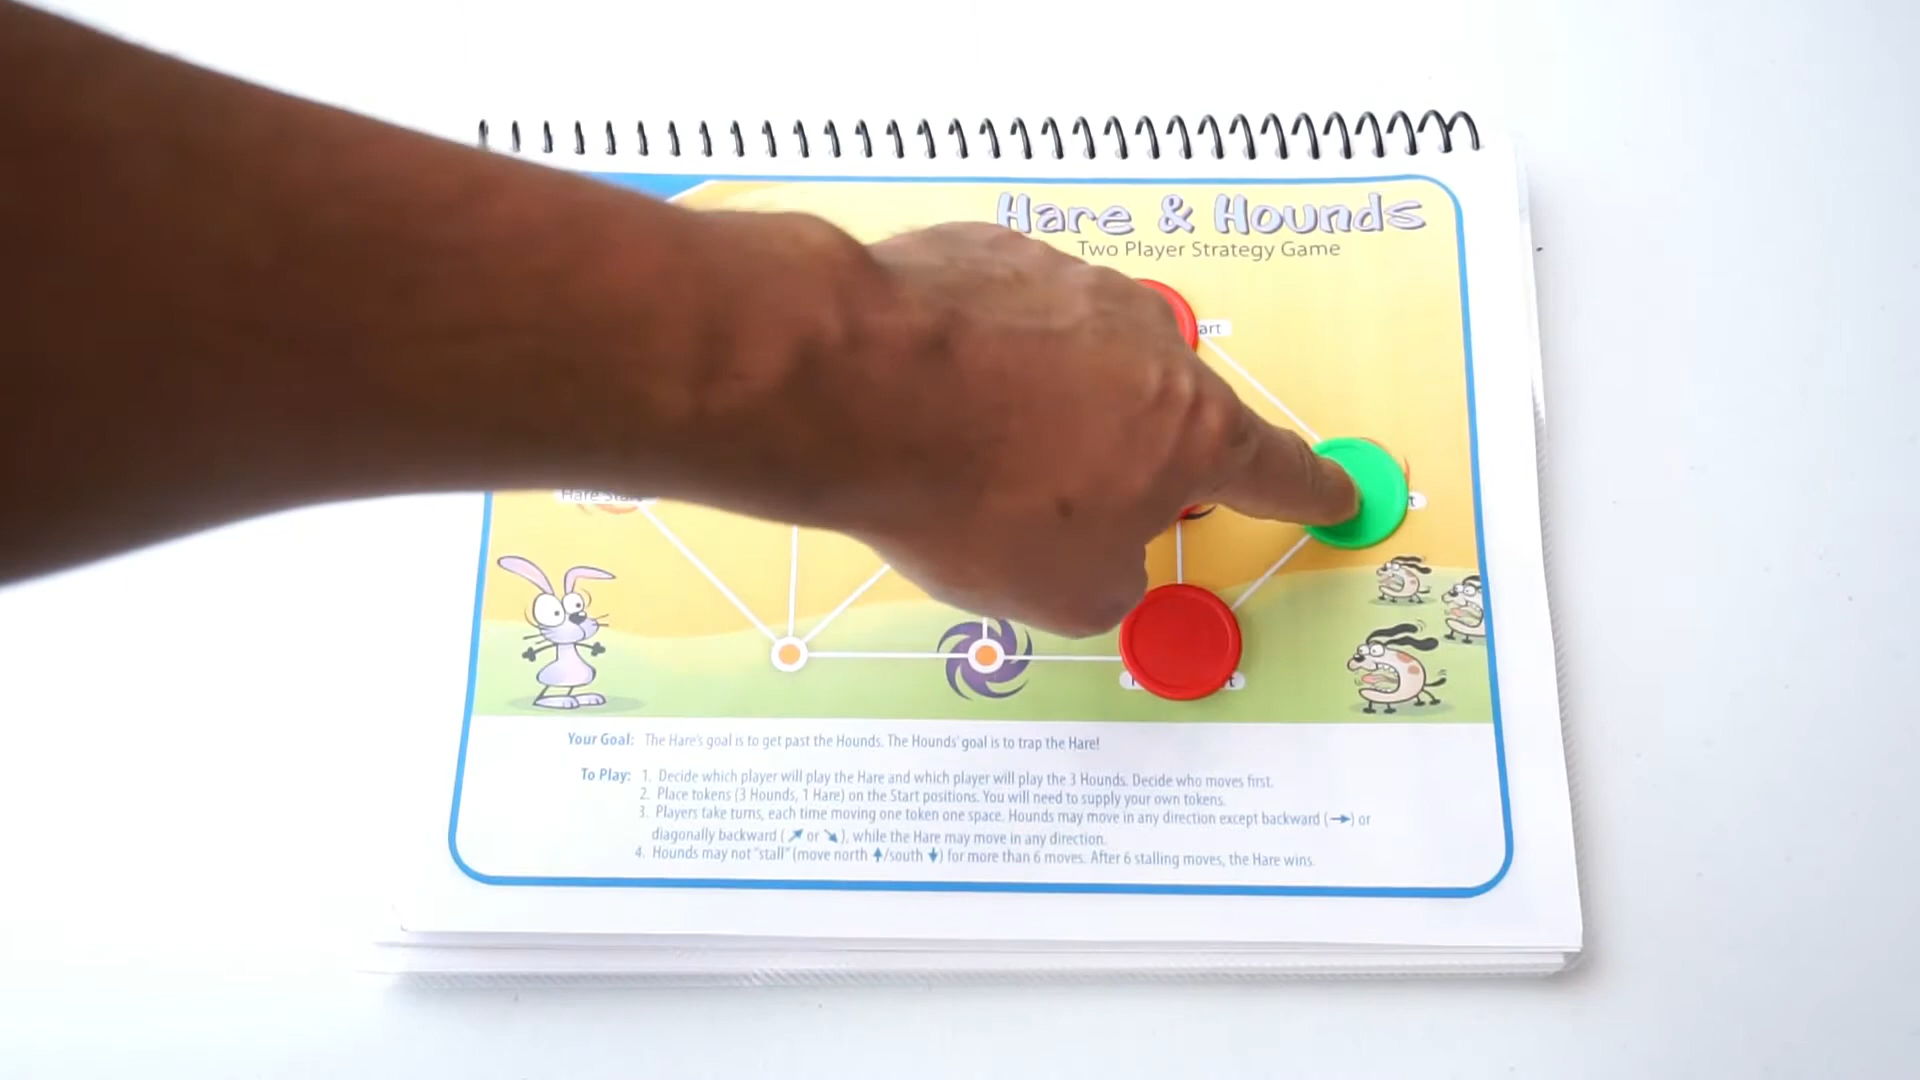 Hare & Hounds
Two Player Strategy Game
art
Hare
t
t
Your Goal: The Hare's goal is to get past the Hounds. The Hounds' goal is to trap the Hare!
To Play: 1. Decide which player will play the Hare and which player will play the 3 Hounds. Decide who moves first.
2. Place tokens (3 Hounds, 1 Hare) on the Start positions. You will need to supply your own tokens.
3. Players take turns, each time moving one token one space. Hounds may move in any direction except backward (→) or
diagonally backward (↗ or ↘), while the Hare may move in any direction.
4. Hounds may not "stall" (move north ↑/south ↓) for more than 6 moves. After 6 stalling moves, the Hare wins.